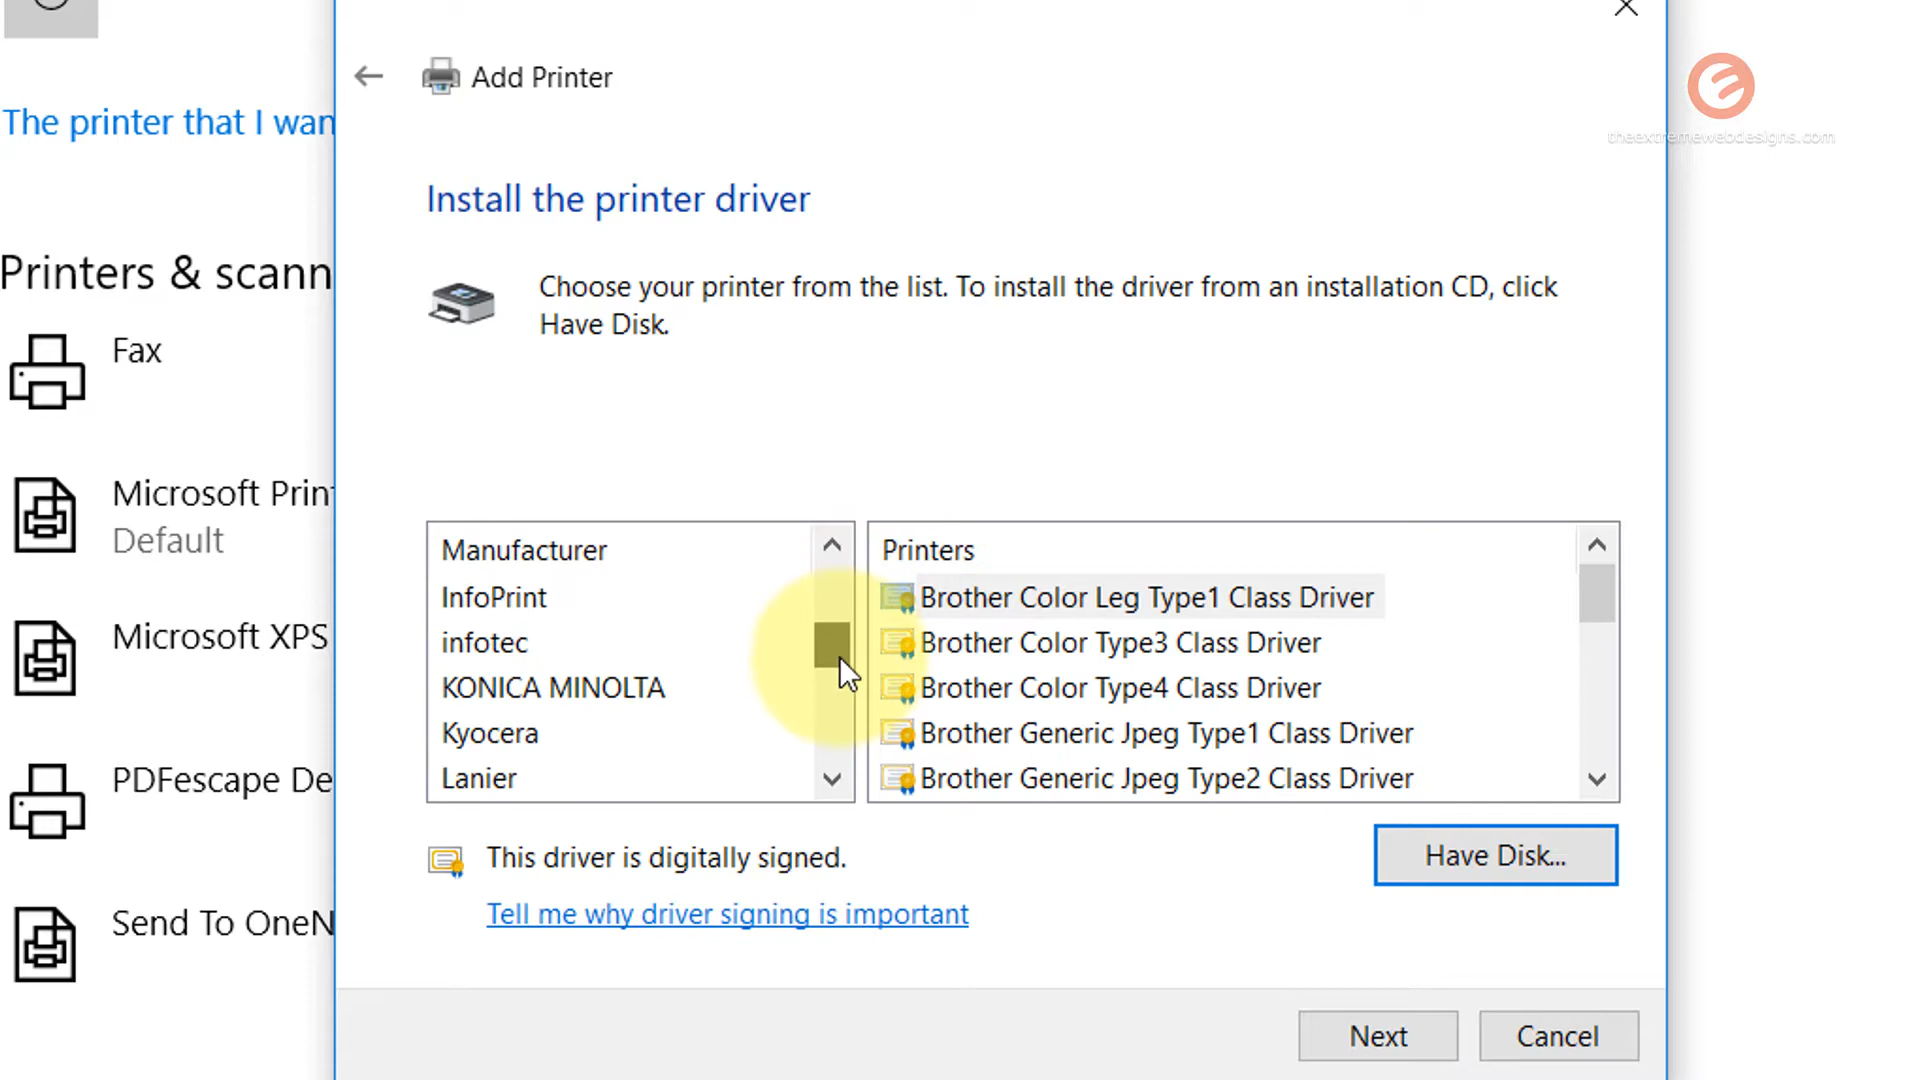 Add Printer
theextremewebdesigns.com
The printer that I wan
Install the printer driver
Printers & scann
Choose your printer from the list. To install the driver from an installation CD, click
Have Disk.
Fax
Microsoft Prin
Default
Microsoft XPS
PDFescape De
Send To OneN
Manufacturer
InfoPrint
infotec
KONICA MINOLTA
Kyocera
Lanier
Printers
Brother Color Leg Type1 Class Driver
Brother Color Type3 Class Driver
Brother Color Type4 Class Driver
Brother Generic Jpeg Type1 Class Driver
Brother Generic Jpeg Type2 Class Driver
This driver is digitally signed.
Have Disk...
Tell me why driver signing is important
Next
Cancel